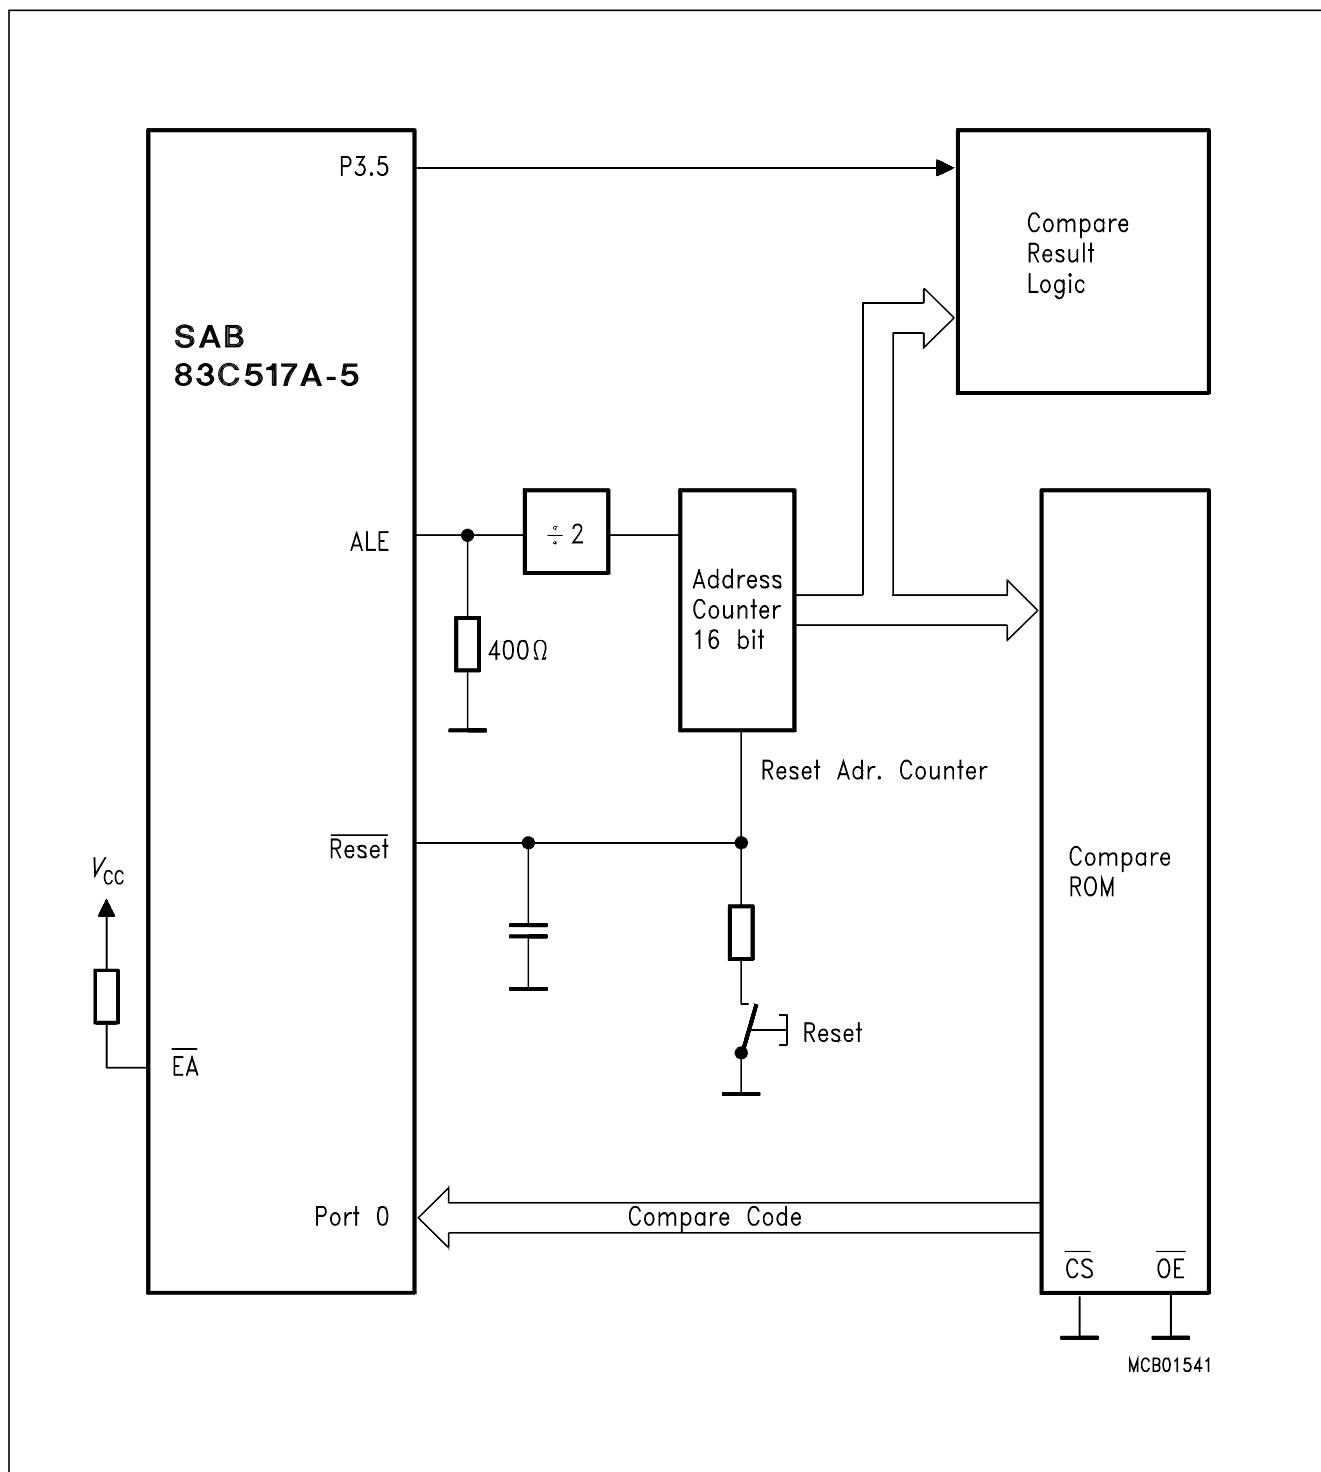 P3.5
Compare
Result
Logic
SAB
83C517A-5
ALE
÷ 2
Address
Counter
16 bit
400Ω
Reset Adr. Counter
Reset
Compare
ROM
VCC
Reset
EA
Port 0
Compare Code
CS
OE
MCB01541